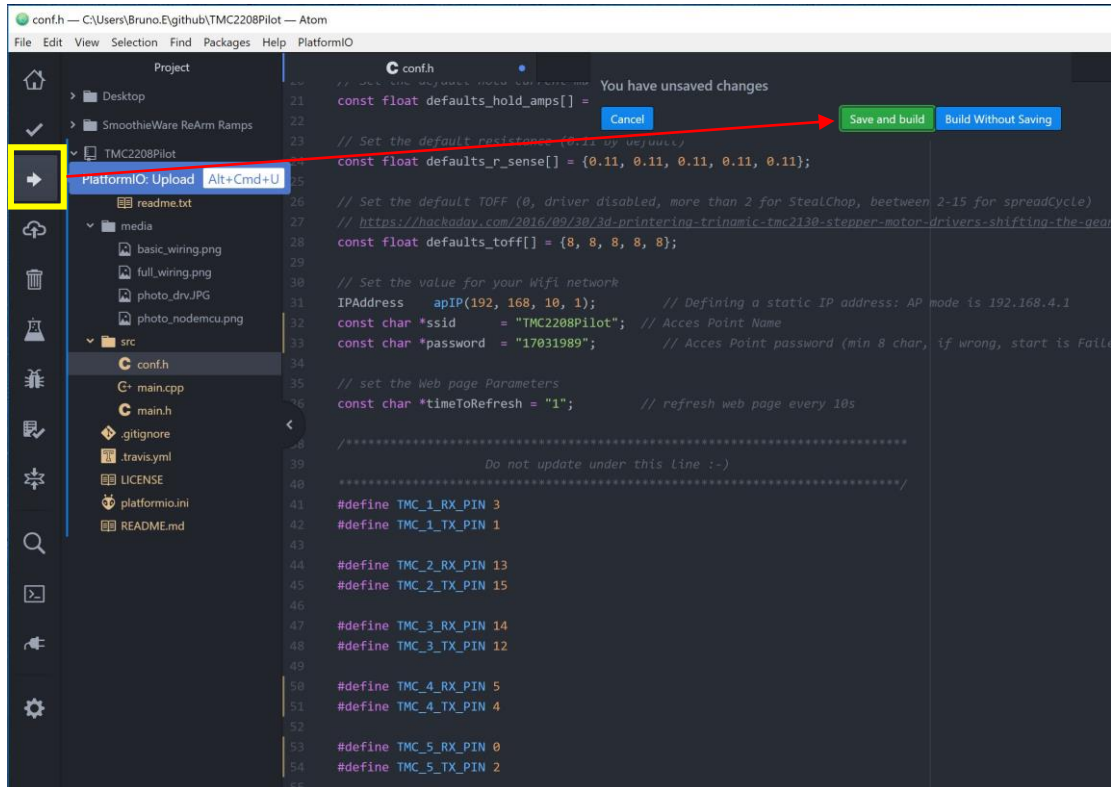 conf.h — C:\Users\Bruno.E\github\TMC2208Pilot — Atom
File Edit View Selection Find Packages Help PlatformIO
Project
Desktop
SmoothieWare ReArm Ramps
TMC2208Pilot
PlatformIO: Upload Alt+Cmd+U
readme.txt
media
basic_wiring.png
full_wiring.png
photo_drv.JPG
photo_nodemcu.png
src
conf.h
main.cpp
main.h
.gitignore
.travis.yml
LICENSE
platformio.ini
README.md
conf.h
You have unsaved changes
Cancel
Save and build
Build Without Saving
21 const float defaults_hold_amps[] =
22
23 // Set the default resistance (0.11 by default)
24 const float defaults_r_sense[] = {0.11, 0.11, 0.11, 0.11, 0.11};
25
26 // Set the default TOFF (0, driver disabled, more than 2 for StealChop, beetween 2-15 for spreadCycle)
27 // https://hackaday.com/2016/09/30/3d-printering-trinamic-tmc2130-stepper-motor-drivers-shifting-the-gear
28 const float defaults_toff[] = {8, 8, 8, 8, 8};
29
30 // Set the value for your Wifi network
31 IPAddress apIP(192, 168, 10, 1); // Defining a static IP address: AP mode is 192.168.4.1
32 const char *ssid = "TMC2208Pilot"; // Acces Point Name
33 const char *password = "17031989"; // Acces Point password (min 8 char, if wrong, start is Faile
34
35 // set the Web page Parameters
36 const char *timeToRefresh = "1"; // refresh web page every 10s
38 /*****************************************************************************
39 Do not update under this line :-)
40 *****************************************************************************/
41 #define TMC_1_RX_PIN 3
42 #define TMC_1_TX_PIN 1
43
44 #define TMC_2_RX_PIN 13
45 #define TMC_2_TX_PIN 15
46
47 #define TMC_3_RX_PIN 14
48 #define TMC_3_TX_PIN 12
49
50 #define TMC_4_RX_PIN 5
51 #define TMC_4_TX_PIN 4
52
53 #define TMC_5_RX_PIN 0
54 #define TMC_5_TX_PIN 2